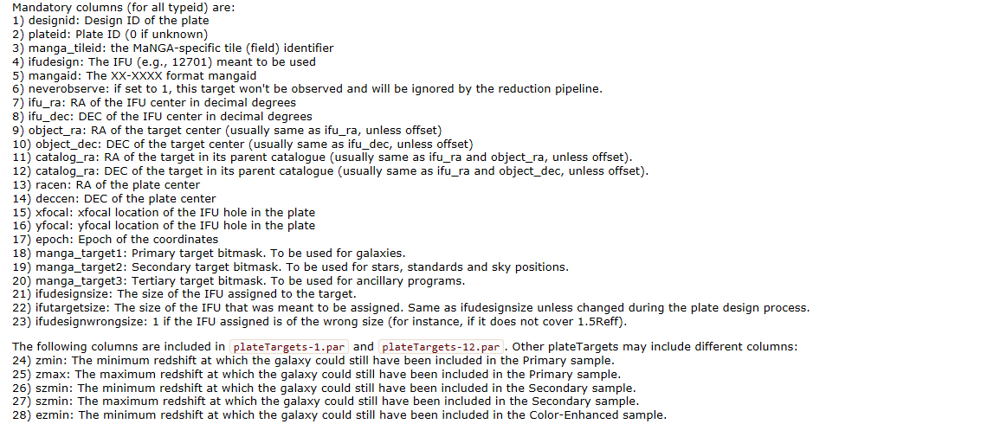 Mandatory columns (for all typeid) are:
1) designid: Design ID of the plate
2) plateid: Plate ID (0 if unknown)
3) manga_tileid: the MaNGA-specific tile (field) identifier
4) ifudesign: The IFU (e.g., 12701) meant to be used
5) mangaid: The XX-XXXX format mangaid
6) neverobserve: if set to 1, this target won't be observed and will be ignored by the reduction pipeline.
7) ifu_ra: RA of the IFU center in decimal degrees
8) ifu_dec: DEC of the IFU center in decimal degrees
9) object_ra: RA of the target center (usually same as ifu_ra, unless offset)
10) object_dec: DEC of the target center (usually same as ifu_dec, unless offset)
11) catalog_ra: RA of the target in its parent catalogue (usually same as ifu_ra and object_ra, unless offset).
12) catalog_ra: DEC of the target in its parent catalogue (usually same as ifu_ra and object_dec, unless offset).
13) racen: RA of the plate center
14) deccen: DEC of the plate center
15) xfocal: xfocal location of the IFU hole in the plate
16) yfocal: yfocal location of the IFU hole in the plate
17) epoch: Epoch of the coordinates
18) manga_target1: Primary target bitmask. To be used for galaxies.
19) manga_target2: Secondary target bitmask. To be used for stars, standards and sky positions.
20) manga_target3: Tertiary target bitmask. To be used for ancillary programs.
21) ifudesignsize: The size of the IFU assigned to the target.
22) ifutargetsize: The size of the IFU that was meant to be assigned. Same as ifudesignsize unless changed during the plate design process.
23) ifudesignwrongsize: 1 if the IFU assigned is of the wrong size (for instance, if it does not cover 1.5Reff).
The following columns are included in plateTargets-1.par and plateTargets-12.par. Other plateTargets may include different columns:
24) zmin: The minimum redshift at which the galaxy could still have been included in the Primary sample.
25) zmax: The maximum redshift at which the galaxy could still have been included in the Primary sample.
26) szmin: The minimum redshift at which the galaxy could still have been included in the Secondary sample.
27) szmin: The maximum redshift at which the galaxy could still have been included in the Secondary sample.
28) ezmin: The minimum redshift at which the galaxy could still have been included in the Color-Enhanced sample.